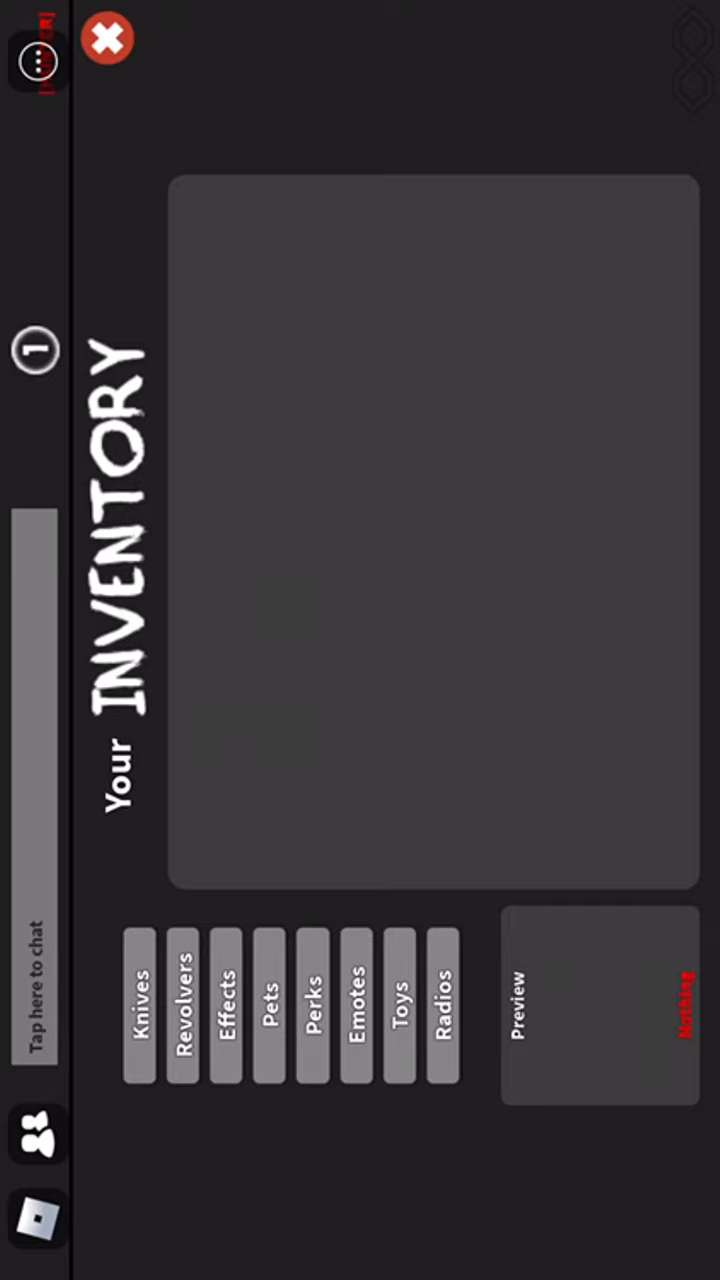 Tap here to chat
1
Your INVENTORY
Knives
Revolvers
Effects
Pets
Perks
Emotes
Toys
Radios
Preview
Nothing